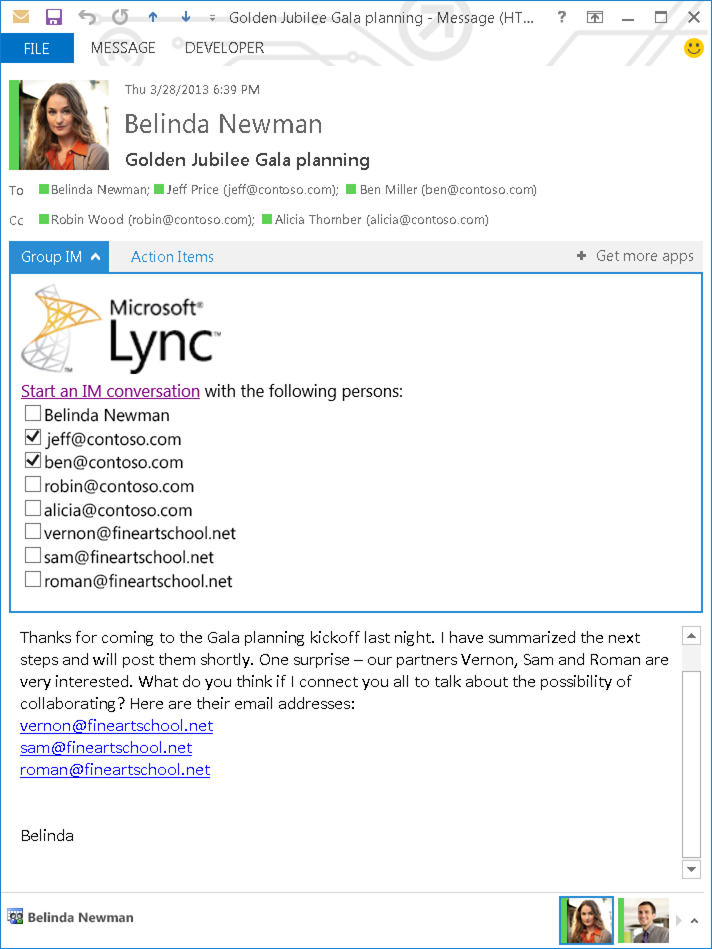 Golden Jubilee Gala planning - Message (HT...
?
FILE MESSAGE DEVELOPER
Thu 3/28/2013 6:39 PM
Belinda Newman
Golden Jubilee Gala planning
To Belinda Newman; Jeff Price (jeff@contoso.com); Ben Miller (ben@contoso.com)
Cc Robin Wood (robin@contoso.com); Alicia Thornber (alicia@contoso.com)
Group IM Action Items + Get more apps
Microsoft®
Lync™
Start an IM conversation with the following persons:
Belinda Newman
jeff@contoso.com
ben@contoso.com
robin@contoso.com
alicia@contoso.com
vernon@fineartschool.net
sam@fineartschool.net
roman@fineartschool.net
Thanks for coming to the Gala planning kickoff last night. I have summarized the next
steps and will post them shortly. One surprise – our partners Vernon, Sam and Roman are
very interested. What do you think if I connect you all to talk about the possibility of
collaborating? Here are their email addresses:
vernon@fineartschool.net
sam@fineartschool.net
roman@fineartschool.net
Belinda
Belinda Newman